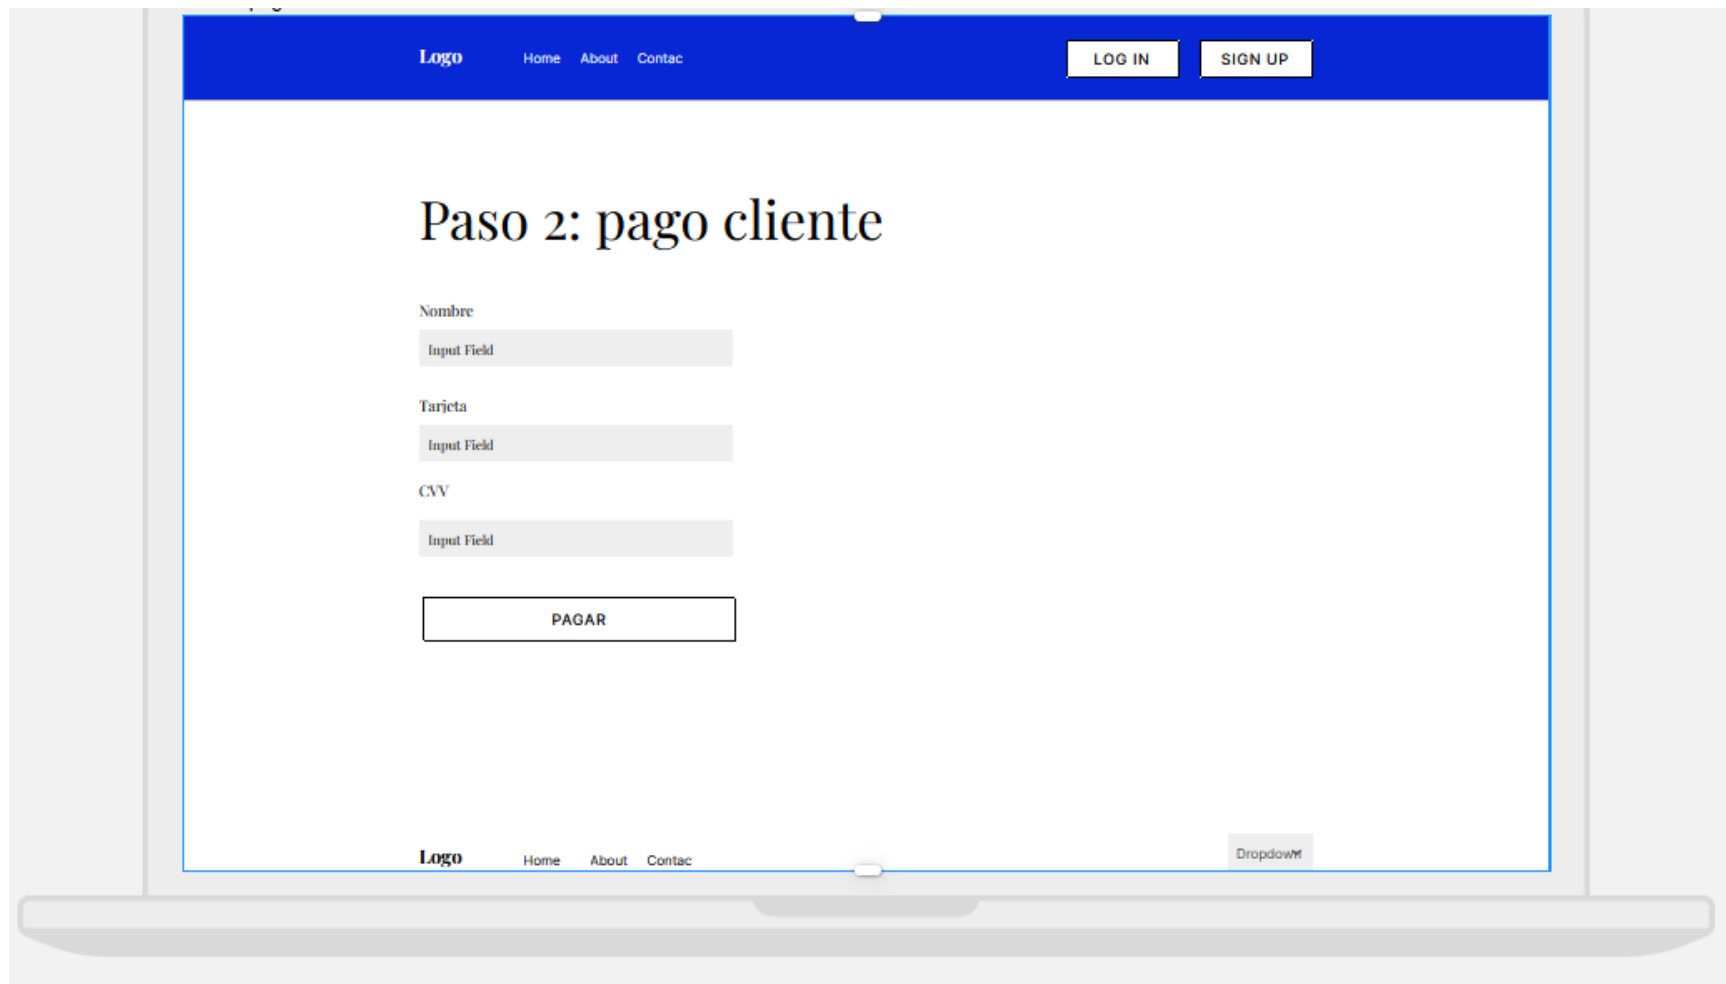 Logo Home About Contac LOG IN SIGN UP
Paso 2: pago cliente
Nombre
Input Field
Tarjeta
Input Field
CVV
Input Field
PAGAR
Logo Home About Contac Dropdown